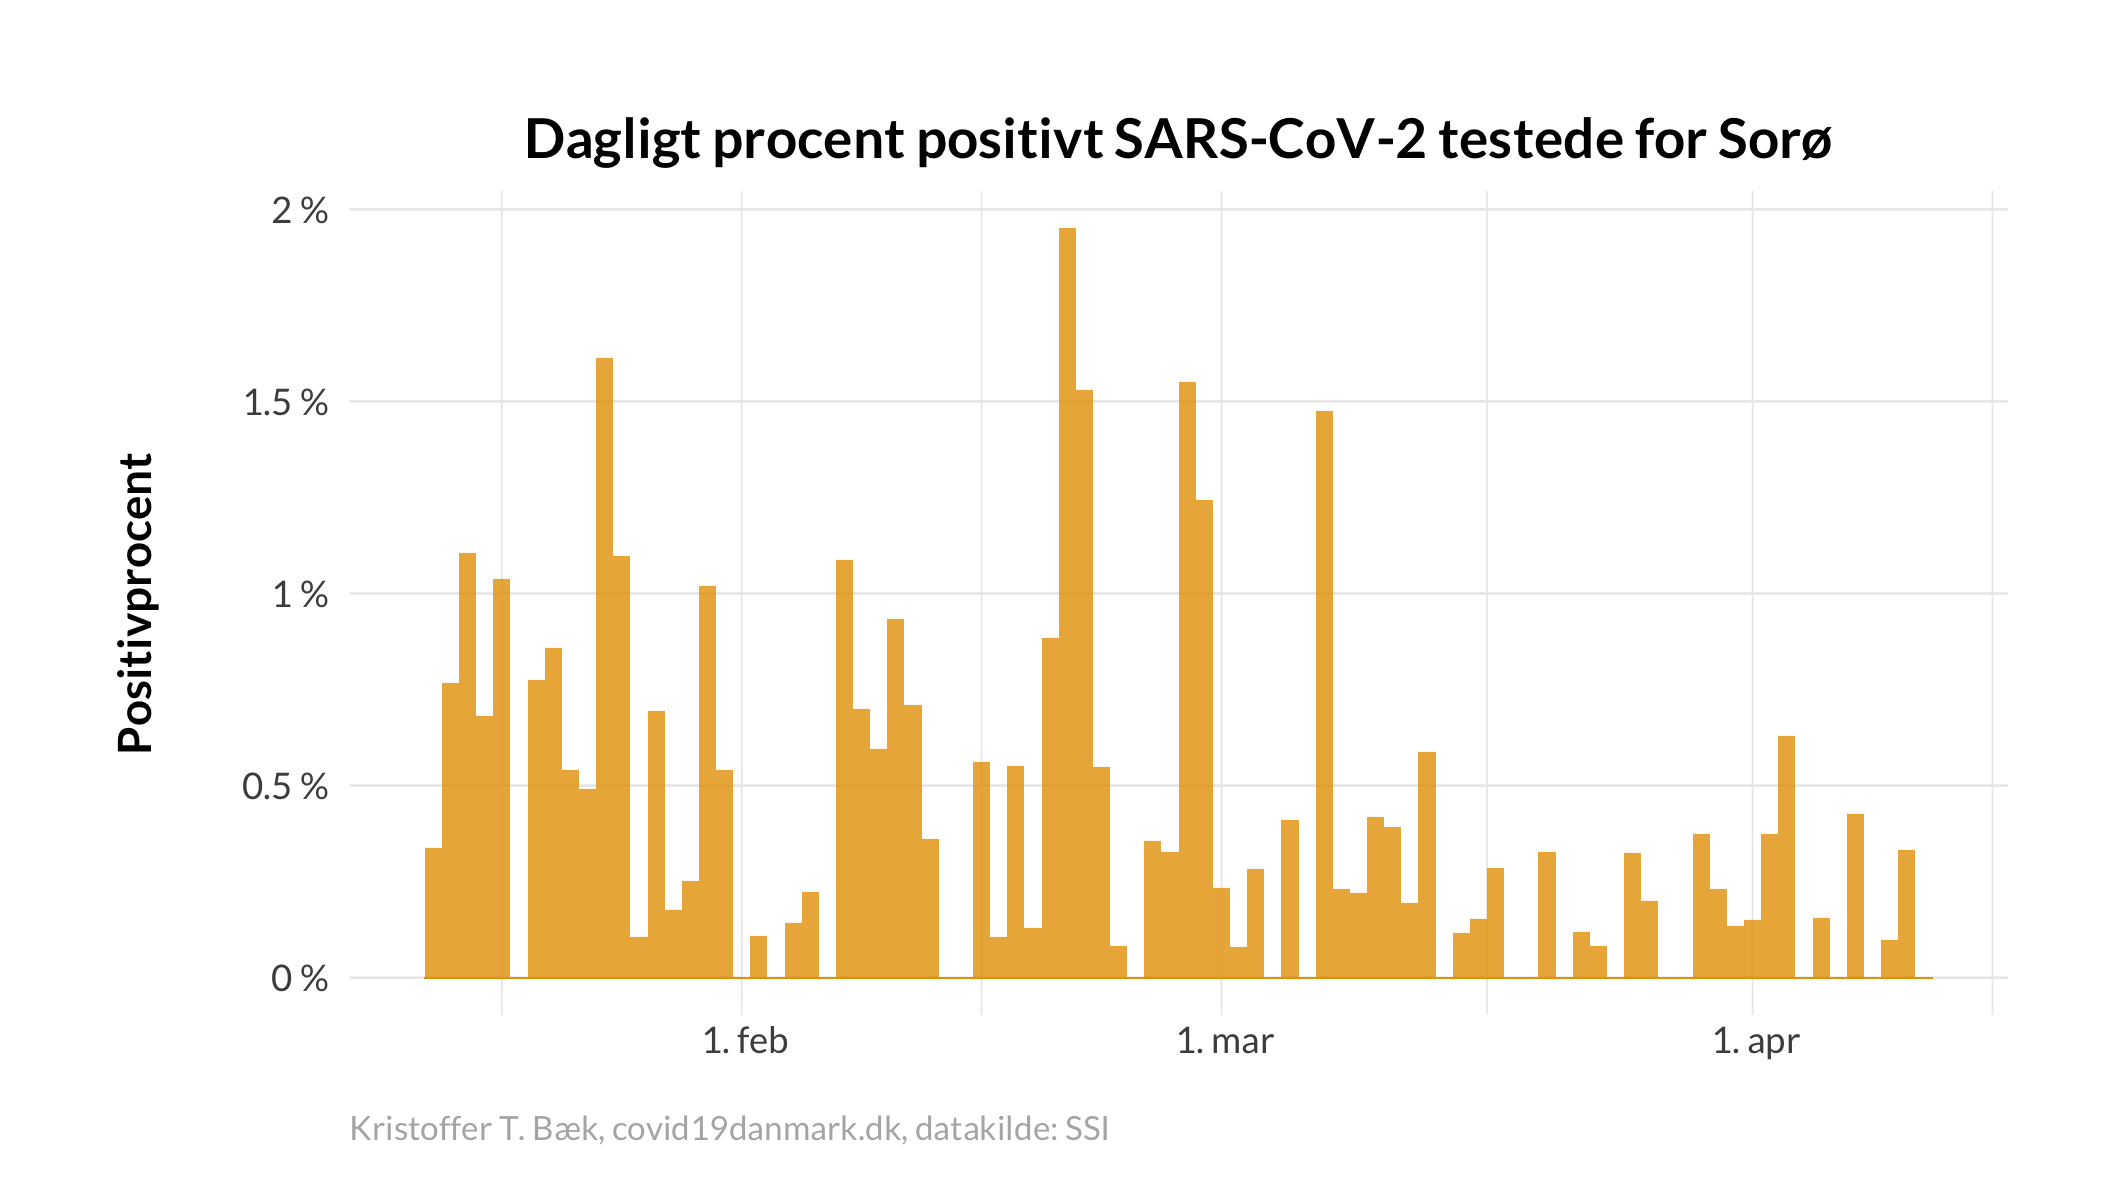 Dagligt procent positivt SARS-CoV-2 testede for Sorø
2 %
1.5 %
1 %
0.5 %
0 %
Positivprocent
1. feb
1. mar
1. apr
Kristoffer T. Bæk, covid19danmark.dk, datakilde: SSI